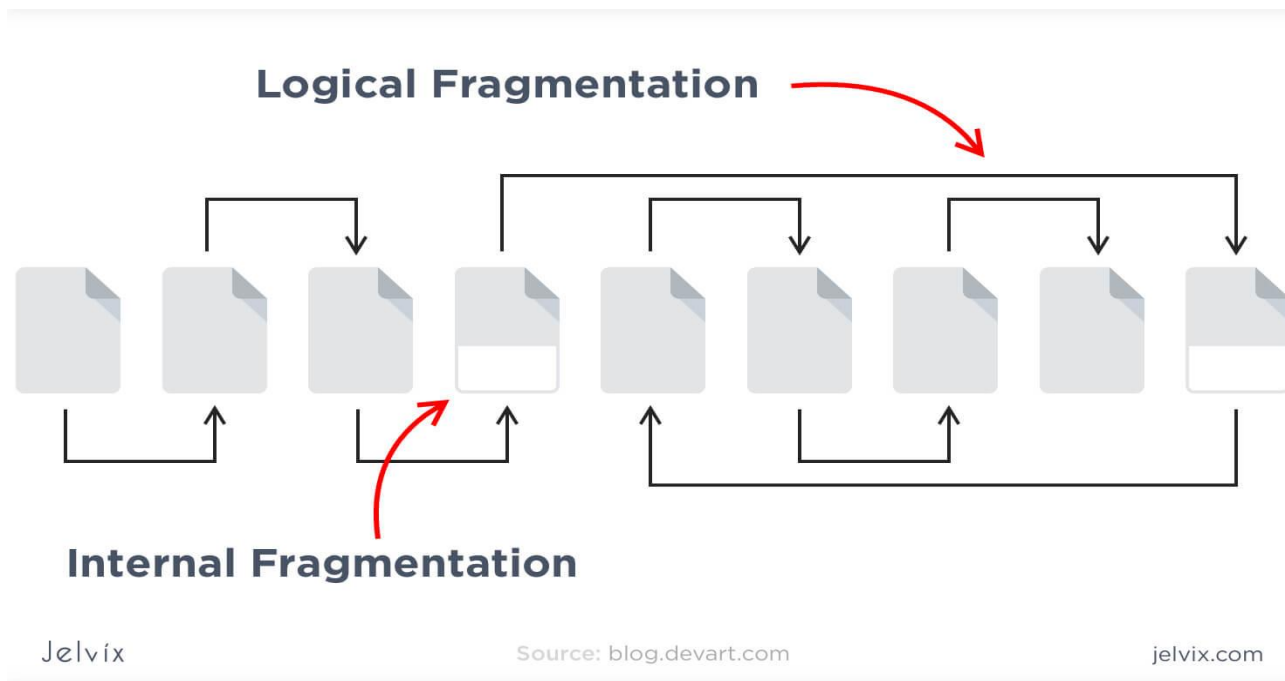 Logical Fragmentation
Internal Fragmentation
Jelvix
Source: blog.devart.com
jelvix.com